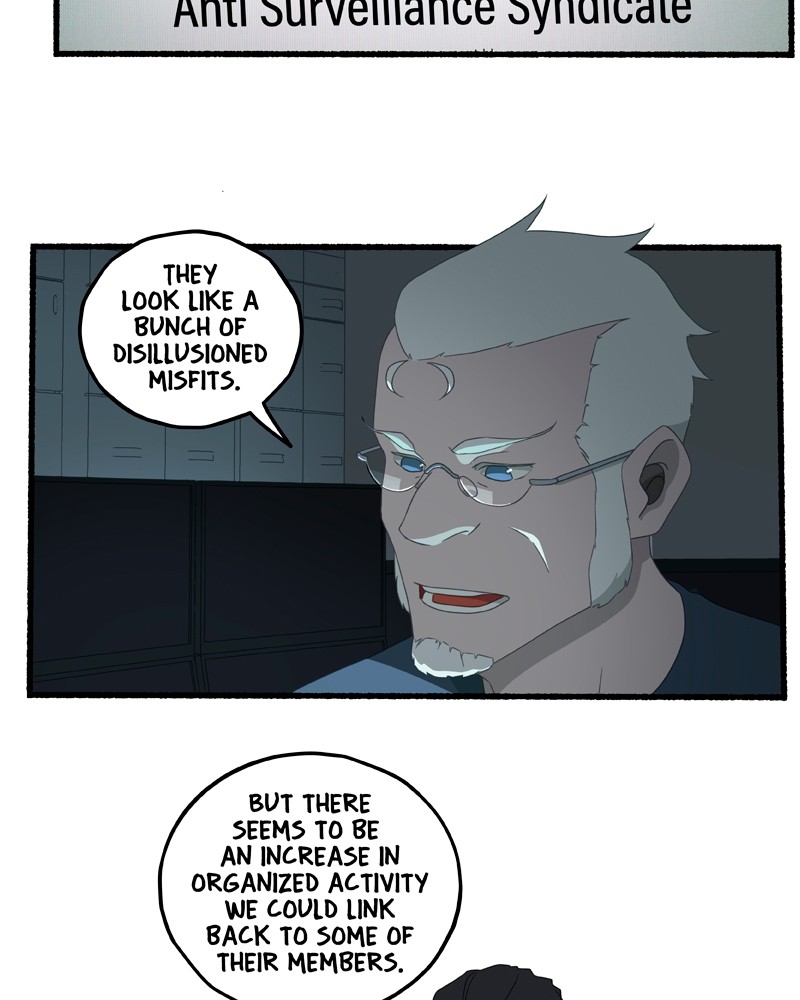 Anti Surveillance Syndicate
THEY
LOOK LIKE A
BUNCH OF
DISILLUSIONED
MISFITS.
BUT THERE
SEEMS TO BE
AN INCREASE IN
ORGANIZED ACTIVITY
WE COULD LINK
BACK TO SOME OF
THEIR MEMBERS.